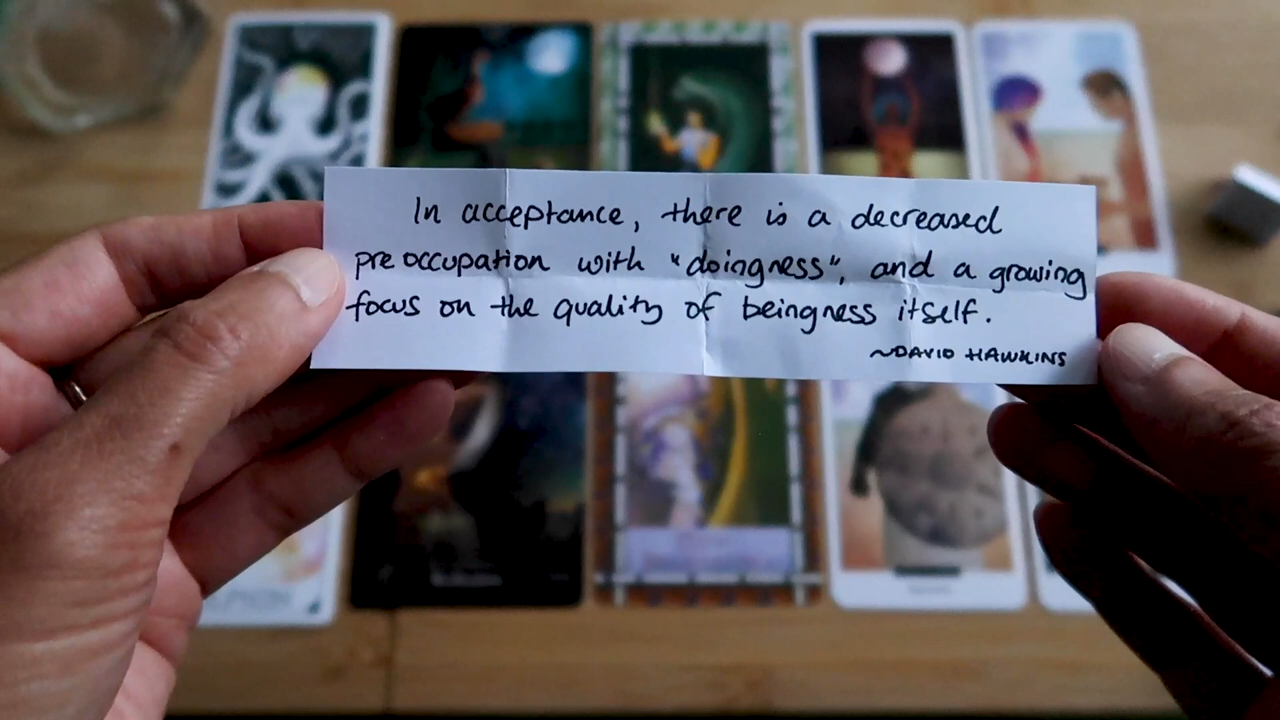 In acceptance, there is a decreased
preoccupation with "doingness", and a growing
focus on the quality of beingness itself.
~DAVID HAWKINS